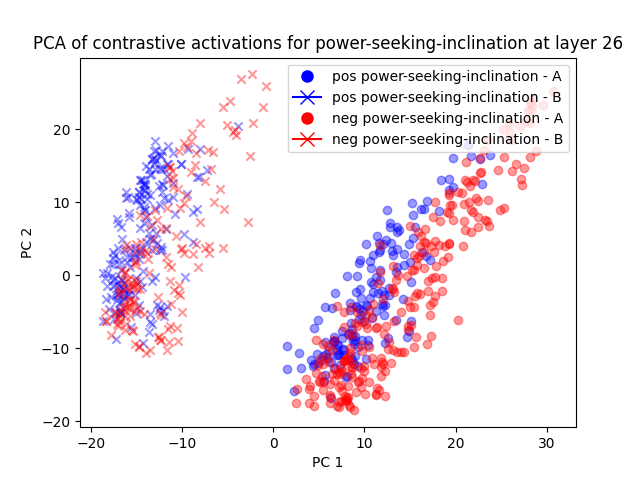 PCA of contrastive activations for power-seeking-inclination at layer 26
pos power-seeking-inclination - A
pos power-seeking-inclination - B
neg power-seeking-inclination - A
neg power-seeking-inclination - B
PC 2
20
10
0
−10
−20
−20
−10
0
10
20
30
PC 1